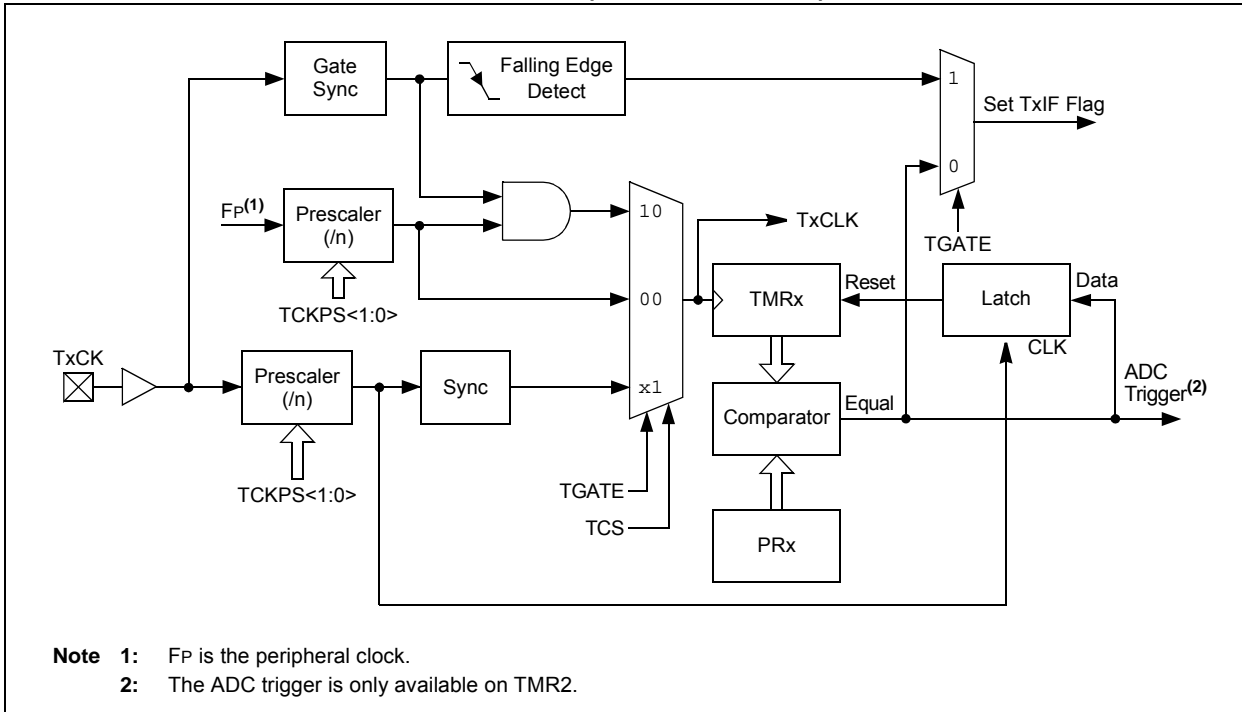 Gate
Sync
Falling Edge
Detect
1
Set TxIF Flag
0
FP(1)
Prescaler
(/n)
10
TxCLK
TGATE
TCKPS<1:0>
00
TMRx
Reset
Latch
Data
CLK
TxCK
Prescaler
(/n)
Sync
x1
Comparator
Equal
ADC
Trigger(2)
TCKPS<1:0>
TGATE
TCS
PRx
Note 1: FP is the peripheral clock.
2: The ADC trigger is only available on TMR2.